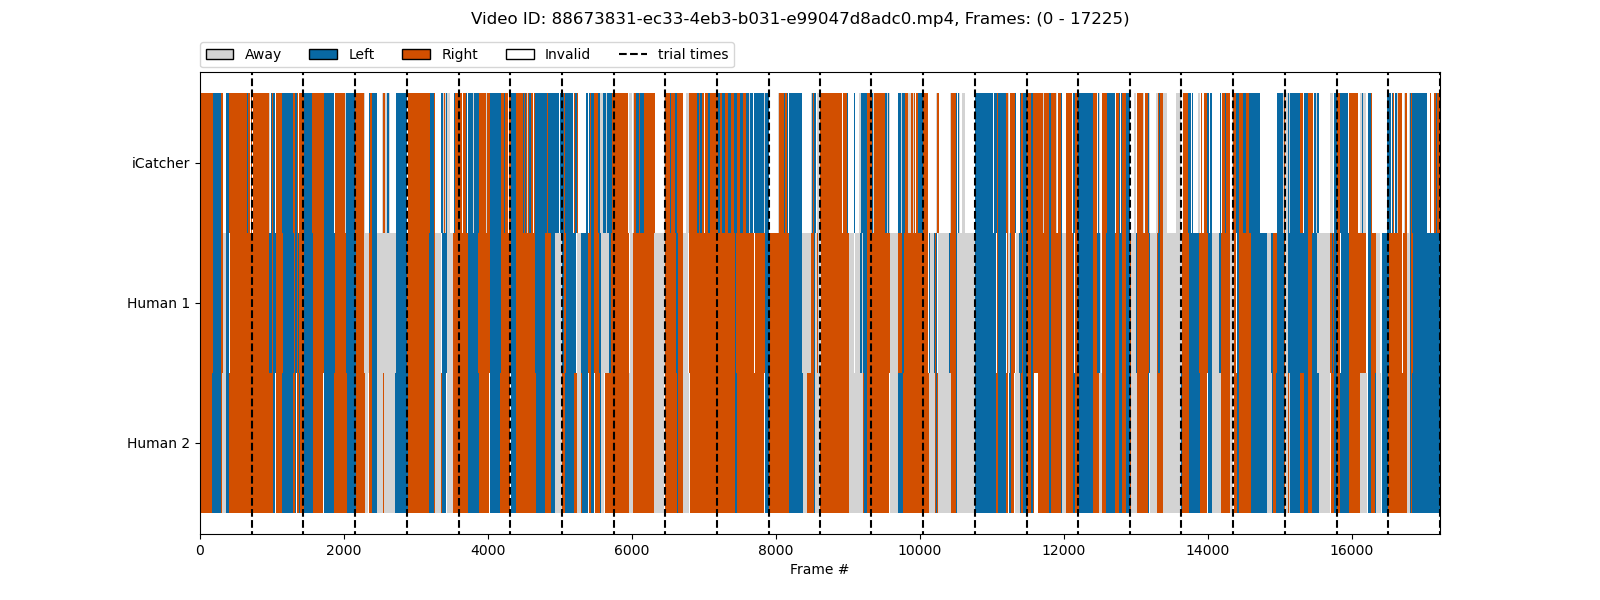 Video ID: 88673831-ec33-4eb3-b031-e99047d8adc0.mp4, Frames: (0 - 17225)
Away Left Right Invalid trial times
iCatcher
Human 1
Human 2
0 2000 4000 6000 8000 10000 12000 14000 16000
Frame #